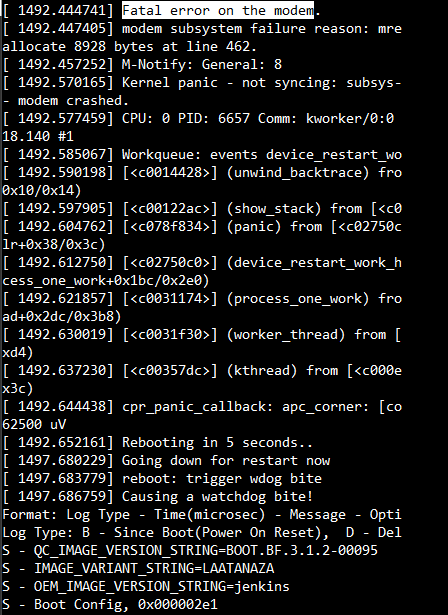 [ 1492.444741] Fatal error on the modem.
[ 1492.447405] modem subsystem failure reason: mre
allocate 8928 bytes at line 462.
[ 1492.457252] M-Notify: General: 8
[ 1492.570165] Kernel panic - not syncing: subsys-
- modem crashed.
[ 1492.577459] CPU: 0 PID: 6657 Comm: kworker/0:0
18.140 #1
[ 1492.585067] Workqueue: events device_restart_wo
[ 1492.590198] [<c0014428>] (unwind_backtrace) fro
0x10/0x14)
[ 1492.597905] [<c00122ac>] (show_stack) from [<c0
[ 1492.604762] [<c078f834>] (panic) from [<c02750c
lr+0x38/0x3c)
[ 1492.612750] [<c02750c0>] (device_restart_work_h
cess_one_work+0x1bc/0x2e0)
[ 1492.621857] [<c0031174>] (process_one_work) fro
ad+0x2dc/0x3b8)
[ 1492.630019] [<c0031f30>] (worker_thread) from [
xd4)
[ 1492.637230] [<c00357dc>] (kthread) from [<c000e
x3c)
[ 1492.644438] cpr_panic_callback: apc_corner: [co
62500 uV
[ 1492.652161] Rebooting in 5 seconds..
[ 1497.680229] Going down for restart now
[ 1497.683779] reboot: trigger wdog bite
[ 1497.686759] Causing a watchdog bite!
Format: Log Type - Time(microsec) - Message - Opti
Log Type: B - Since Boot(Power On Reset),  D - Del
S - QC_IMAGE_VERSION_STRING=BOOT.BF.3.1.2-00095
S - IMAGE_VARIANT_STRING=LAATANAZA
S - OEM_IMAGE_VERSION_STRING=jenkins
S - Boot Config, 0x000002e1